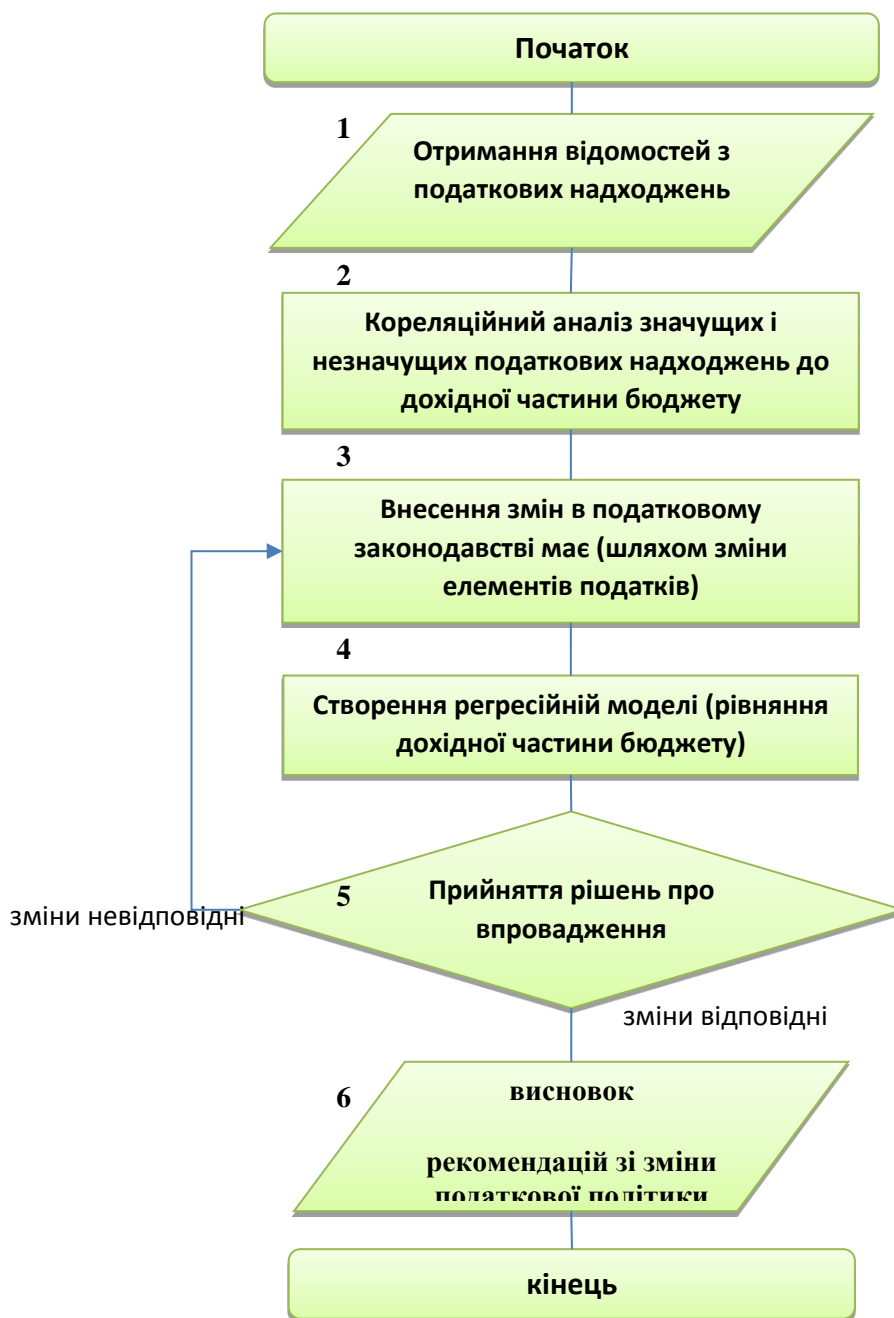 Початок
1
Отримання відомостей з
податкових надходжень
2
Кореляційний аналіз значущих і
незначущих податкових надходжень до
дохідної частини бюджету
3
Внесення змін в податковому
законодавстві має (шляхом зміни
елементів податків)
4
Створення регресійній моделі (рівняння
дохідної частини бюджету)
5
Прийняття рішень про
впровадження
зміни невідповідні
зміни відповідні
6
висновок
рекомендацій зі зміни
податкової політики
кінець